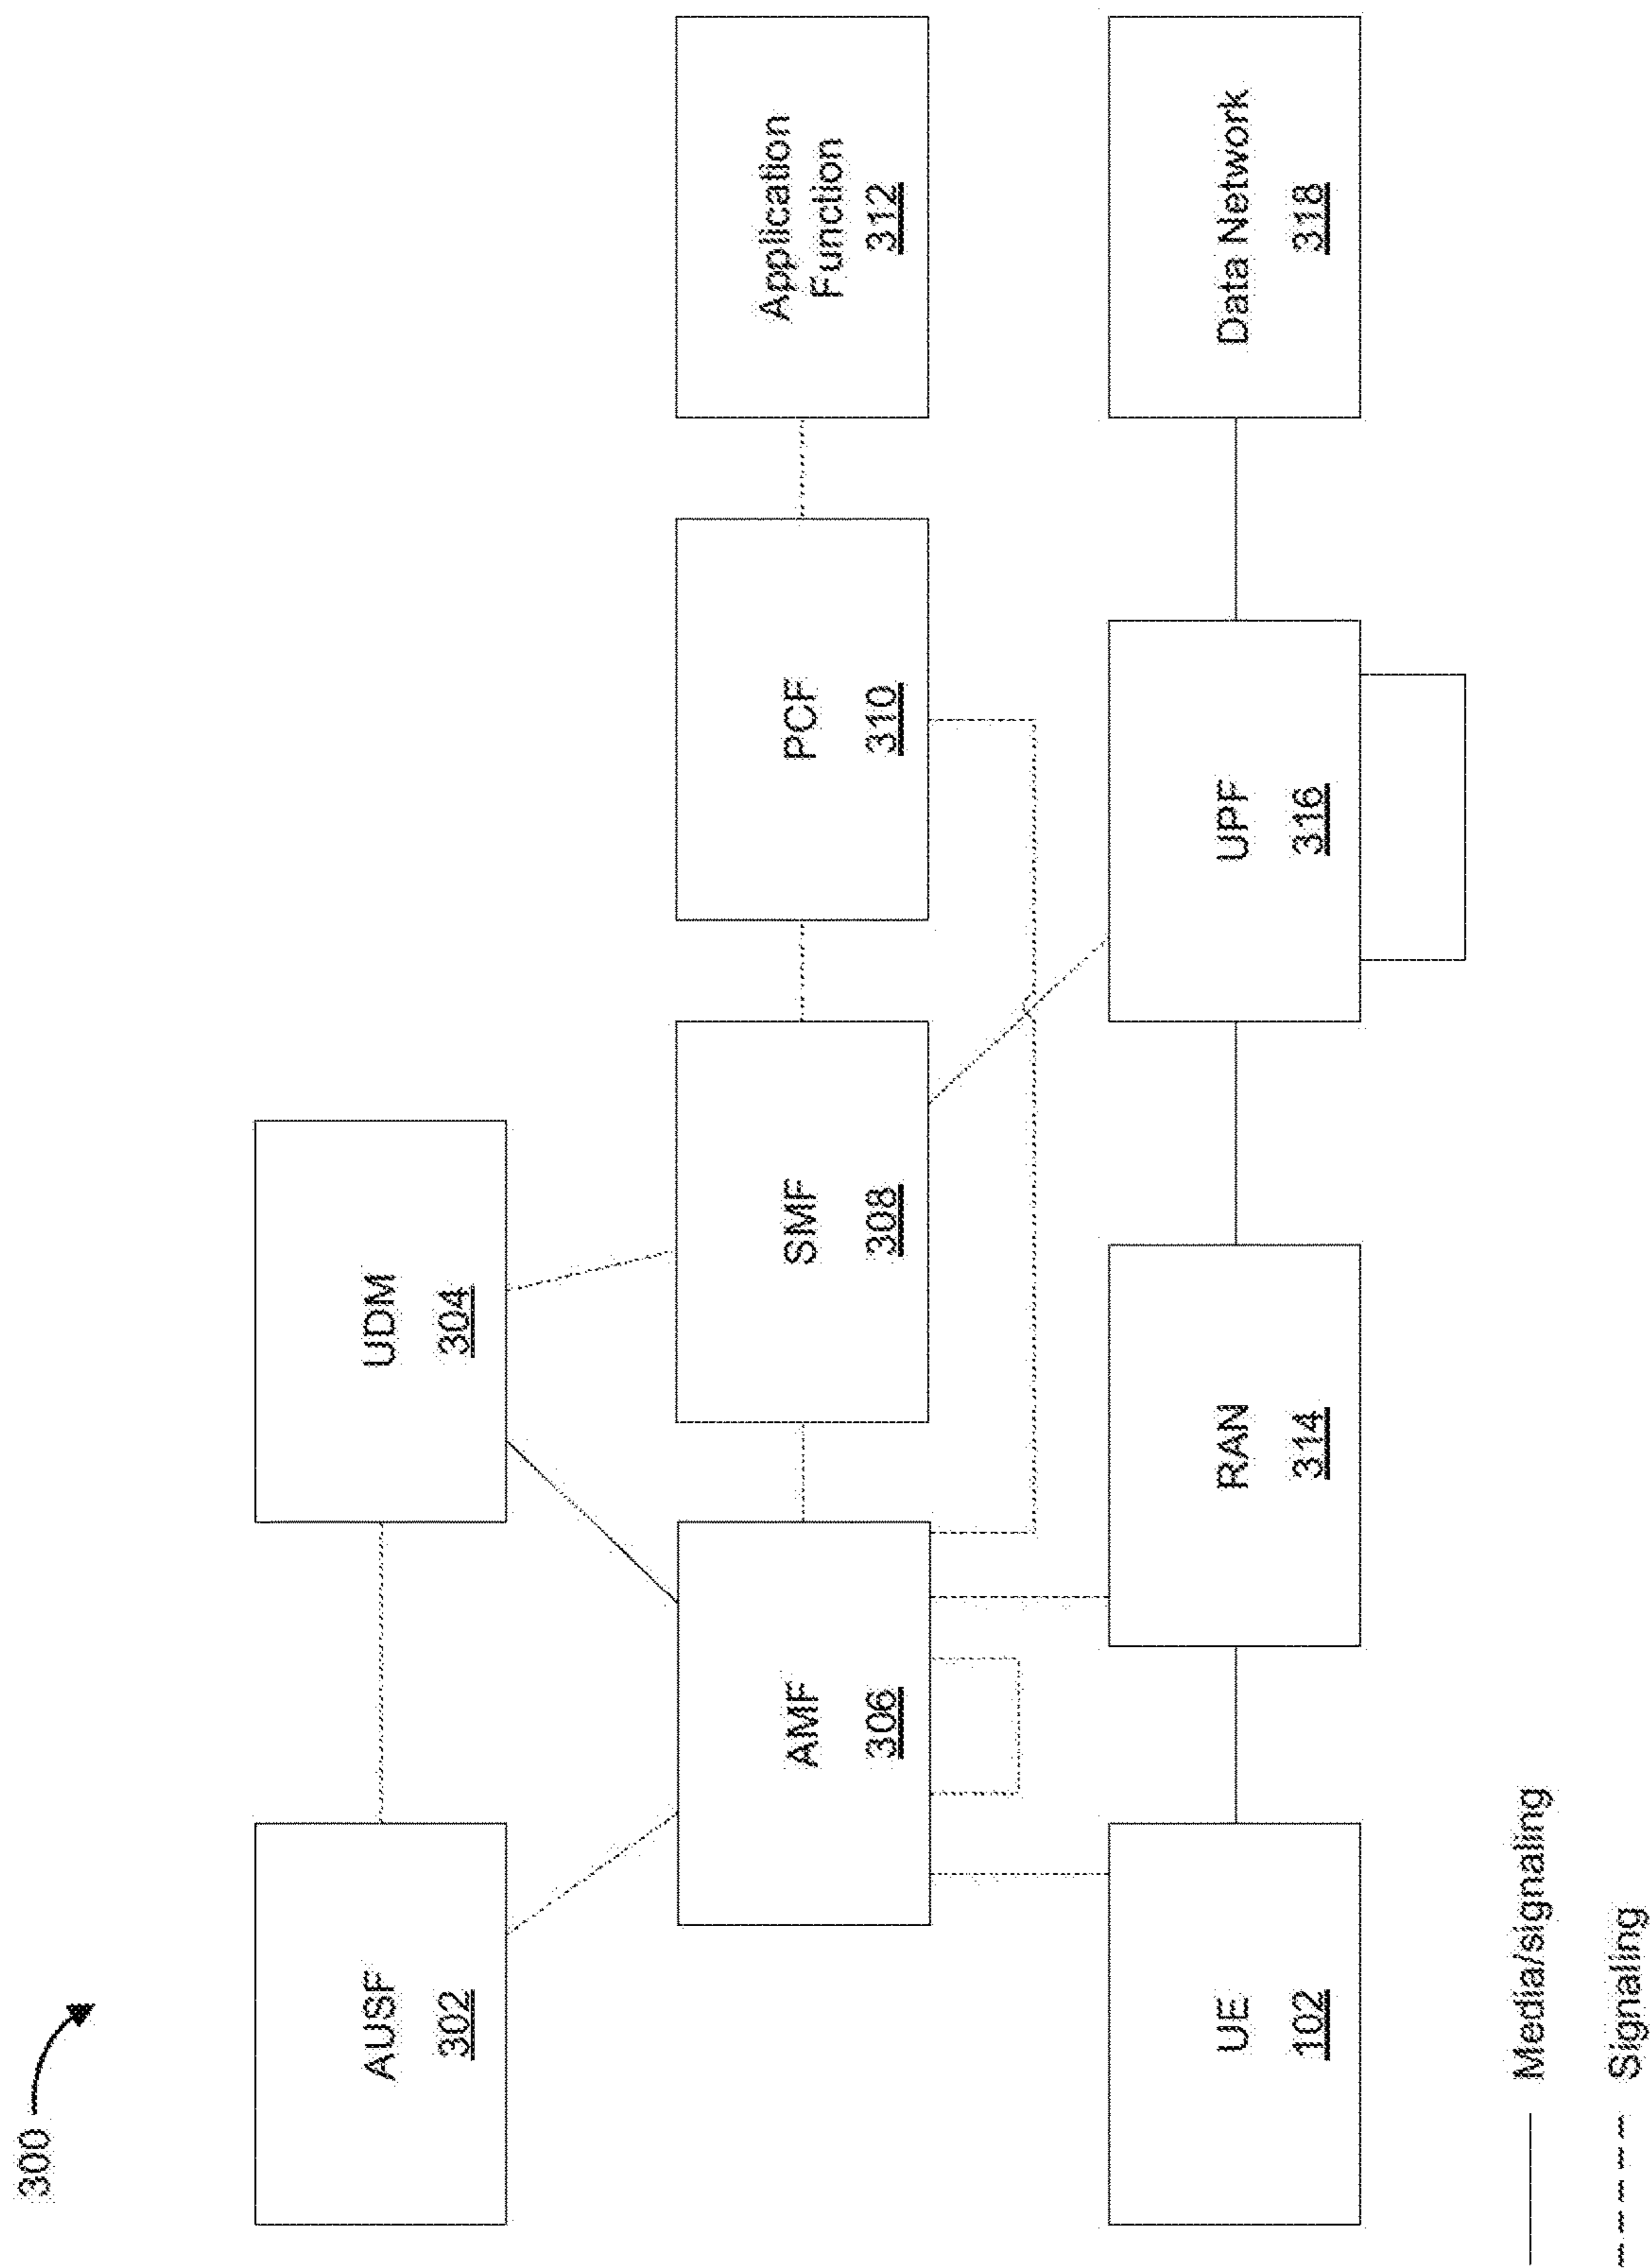 300
AUSF
302
UDM
304
AMF
306
SMF
308
PCF
310
Application
Function
312
UE
102
RAN
314
UPF
316
Data Network
318
Media/signaling
Signaling